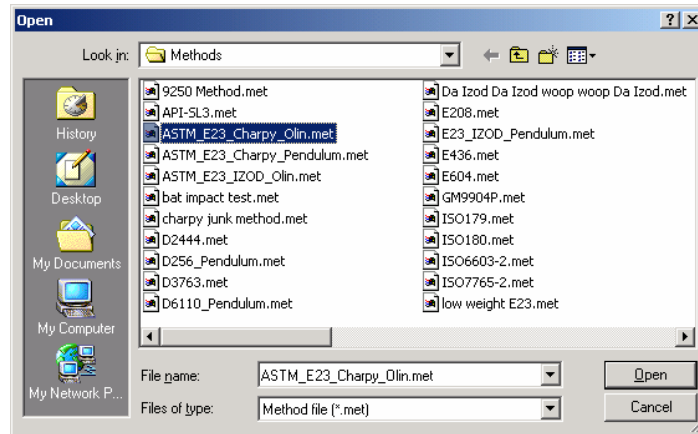 Open
Look in: Methods
History
Desktop
My Documents
My Computer
My Network P...
9250 Method.met
API-SL3.met
ASTM_E23_Charpy_Olin.met
ASTM_E23_Charpy_Pendulum.met
ASTM_E23_IZOD_Olin.met
bat impact test.met
charpy junk method.met
D2444.met
D256_Pendulum.met
D3763.met
D6110_Pendulum.met
Da Izod Da Izod woop woop Da Izod.met
E208.met
E23_IZOD_Pendulum.met
E436.met
E604.met
GM9904P.met
ISO179.met
ISO180.met
ISO6603-2.met
ISO7765-2.met
low weight E23.met
File name: ASTM_E23_Charpy_Olin.met
Open
Files of type: Method file (*.met)
Cancel